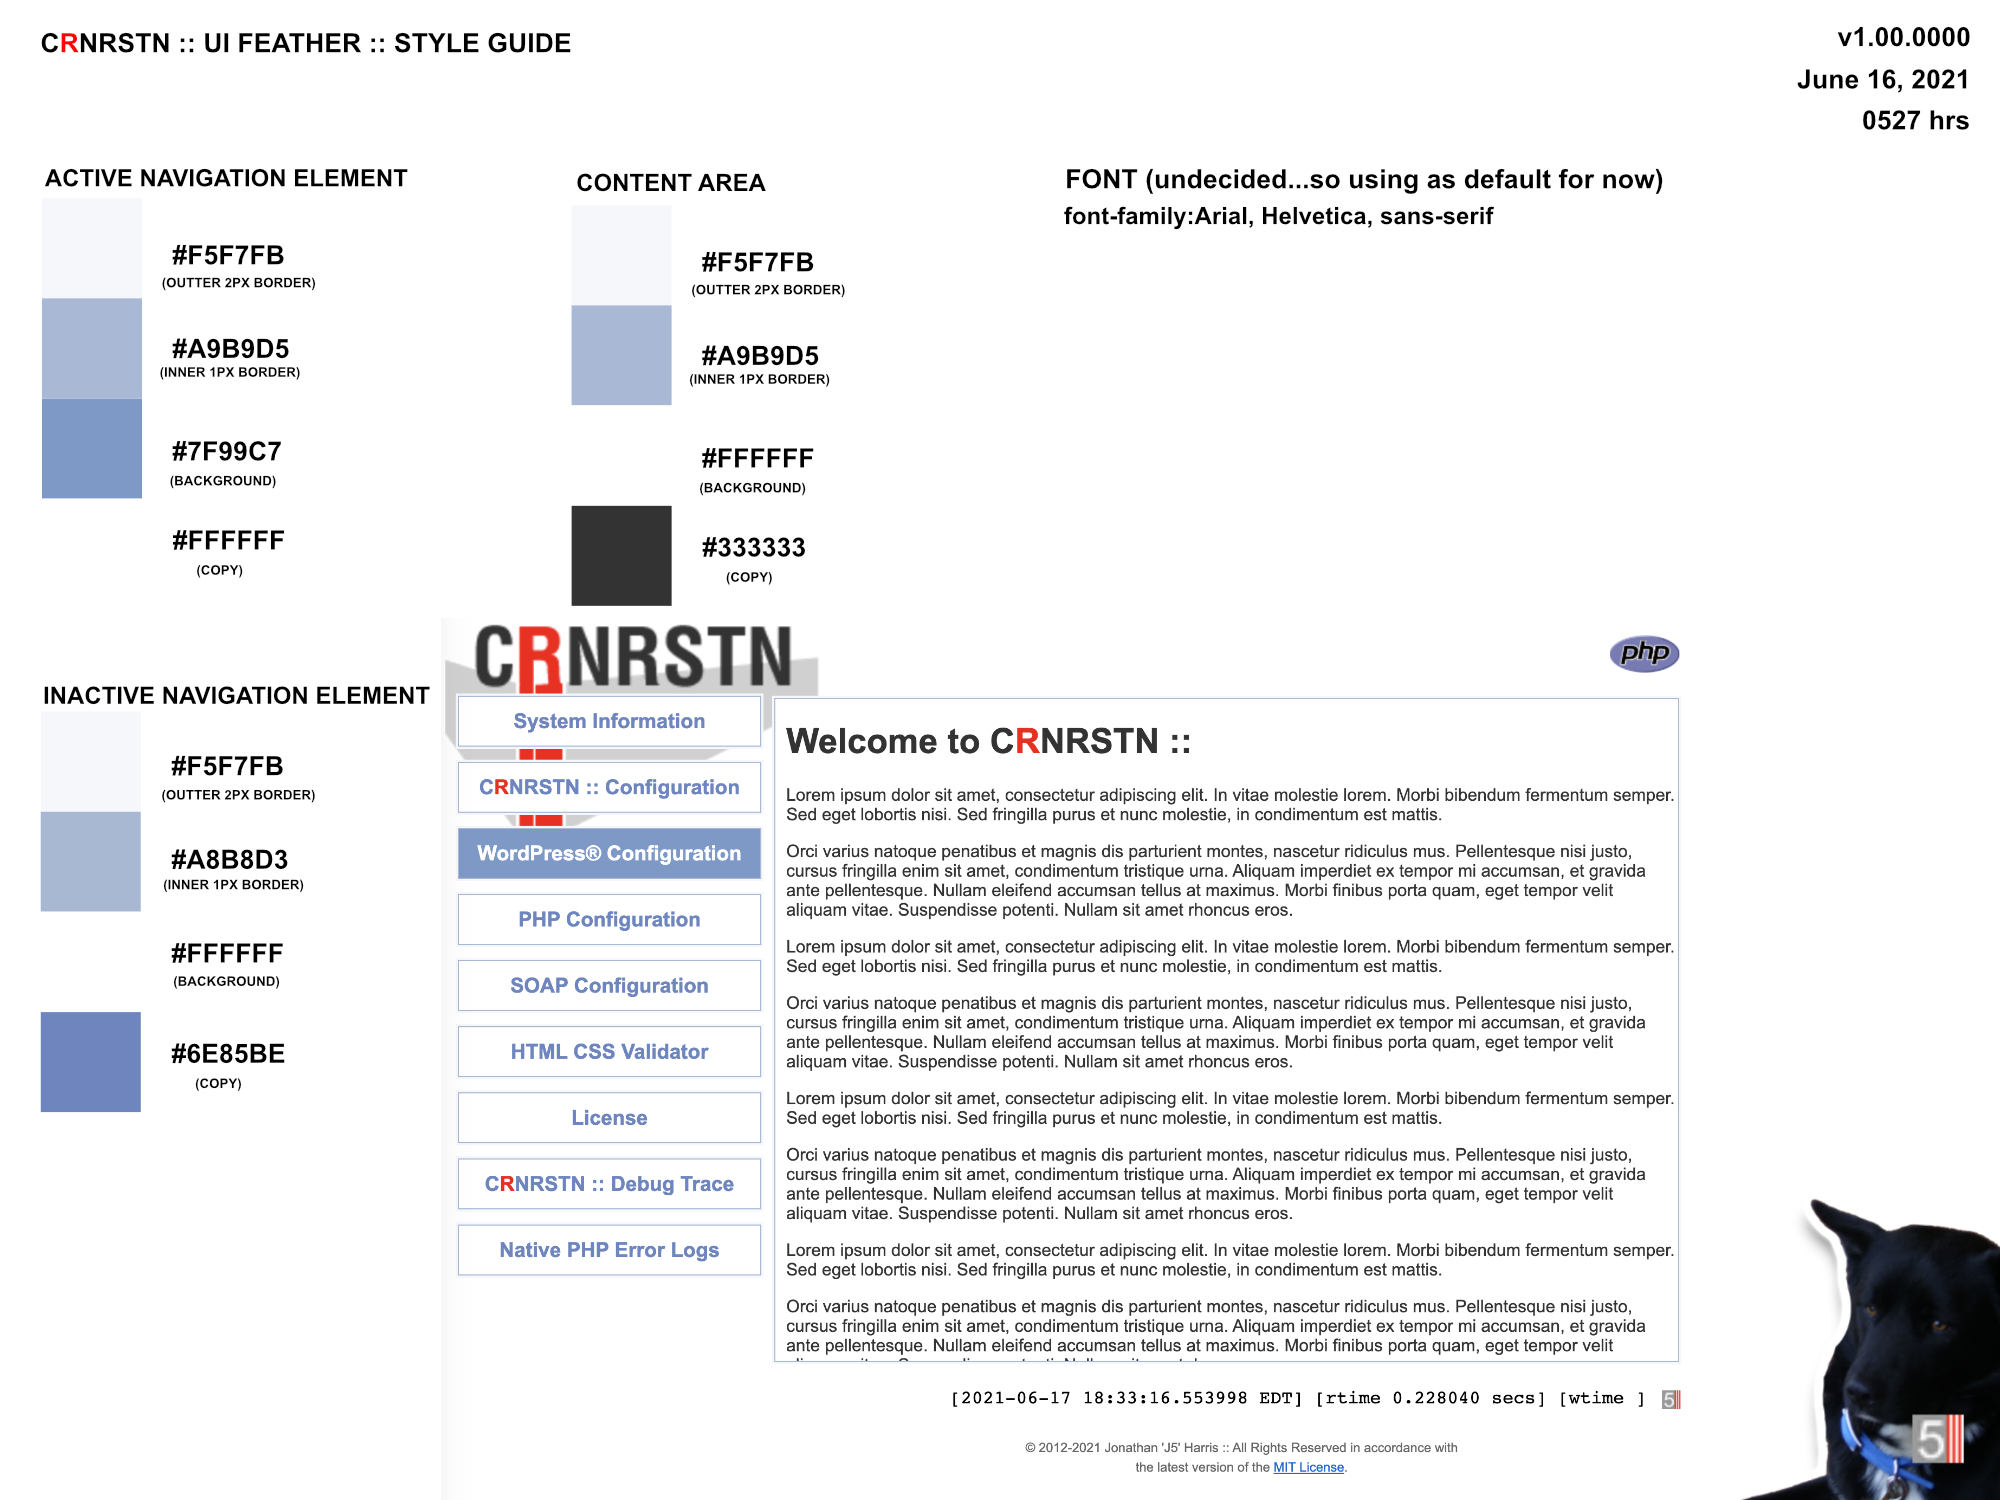 CRNRSTN :: UI FEATHER :: STYLE GUIDE
v1.00.0000
June 16, 2021
0527 hrs
ACTIVE NAVIGATION ELEMENT
#F5F7FB
(OUTTER 2PX BORDER)
#A9B9D5
(INNER 1PX BORDER)
#7F99C7
(BACKGROUND)
#FFFFFF
(COPY)
CONTENT AREA
#F5F7FB
(OUTTER 2PX BORDER)
#A9B9D5
(INNER 1PX BORDER)
#FFFFFF
(BACKGROUND)
#333333
(COPY)
FONT (undecided...so using as default for now)
font-family:Arial, Helvetica, sans-serif
INACTIVE NAVIGATION ELEMENT
#F5F7FB
(OUTTER 2PX BORDER)
#A8B8D3
(INNER 1PX BORDER)
#FFFFFF
(BACKGROUND)
#6E85BE
(COPY)
CRNRSTN
php
System Information
CRNRSTN :: Configuration
WordPress® Configuration
PHP Configuration
SOAP Configuration
HTML CSS Validator
License
CRNRSTN :: Debug Trace
Native PHP Error Logs
Welcome to CRNRSTN ::
Lorem ipsum dolor sit amet, consectetur adipiscing elit. In vitae molestie lorem. Morbi bibendum fermentum semper.
Sed eget lobortis nisi. Sed fringilla purus et nunc molestie, in condimentum est mattis.
Orci varius natoque penatibus et magnis dis parturient montes, nascetur ridiculus mus. Pellentesque nisi justo,
cursus fringilla enim sit amet, condimentum tristique urna. Aliquam imperdiet ex tempor mi accumsan, et gravida
ante pellentesque. Nullam eleifend accumsan tellus at maximus. Morbi finibus porta quam, eget tempor velit
aliquam vitae. Suspendisse potenti. Nullam sit amet rhoncus eros.
Lorem ipsum dolor sit amet, consectetur adipiscing elit. In vitae molestie lorem. Morbi bibendum fermentum semper.
Sed eget lobortis nisi. Sed fringilla purus et nunc molestie, in condimentum est mattis.
Orci varius natoque penatibus et magnis dis parturient montes, nascetur ridiculus mus. Pellentesque nisi justo,
cursus fringilla enim sit amet, condimentum tristique urna. Aliquam imperdiet ex tempor mi accumsan, et gravida
ante pellentesque. Nullam eleifend accumsan tellus at maximus. Morbi finibus porta quam, eget tempor velit
aliquam vitae. Suspendisse potenti. Nullam sit amet rhoncus eros.
Lorem ipsum dolor sit amet, consectetur adipiscing elit. In vitae molestie lorem. Morbi bibendum fermentum semper.
Sed eget lobortis nisi. Sed fringilla purus et nunc molestie, in condimentum est mattis.
Orci varius natoque penatibus et magnis dis parturient montes, nascetur ridiculus mus. Pellentesque nisi justo,
cursus fringilla enim sit amet, condimentum tristique urna. Aliquam imperdiet ex tempor mi accumsan, et gravida
ante pellentesque. Nullam eleifend accumsan tellus at maximus. Morbi finibus porta quam, eget tempor velit
aliquam vitae. Suspendisse potenti. Nullam sit amet rhoncus eros.
Lorem ipsum dolor sit amet, consectetur adipiscing elit. In vitae molestie lorem. Morbi bibendum fermentum semper.
Sed eget lobortis nisi. Sed fringilla purus et nunc molestie, in condimentum est mattis.
Orci varius natoque penatibus et magnis dis parturient montes, nascetur ridiculus mus. Pellentesque nisi justo,
cursus fringilla enim sit amet, condimentum tristique urna. Aliquam imperdiet ex tempor mi accumsan, et gravida
ante pellentesque. Nullam eleifend accumsan tellus at maximus. Morbi finibus porta quam, eget tempor velit
[2021-06-17 18:33:16.553998 EDT] [rtime 0.228040 secs] [wtime ]
5
© 2012-2021 Jonathan 'J5' Harris :: All Rights Reserved in accordance with
the latest version of the MIT License.
5